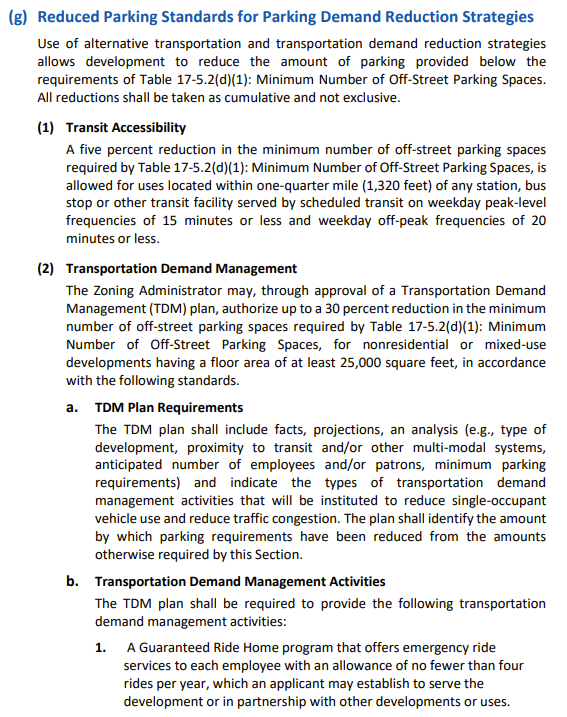 (g) Reduced Parking Standards for Parking Demand Reduction Strategies
Use of alternative transportation and transportation demand reduction strategies
allows development to reduce the amount of parking provided below the
requirements of Table 17-5.2(d)(1): Minimum Number of Off-Street Parking Spaces.
All reductions shall be taken as cumulative and not exclusive.
(1) Transit Accessibility
A five percent reduction in the minimum number of off-street parking spaces
required by Table 17-5.2(d)(1): Minimum Number of Off-Street Parking Spaces, is
allowed for uses located within one-quarter mile (1,320 feet) of any station, bus
stop or other transit facility served by scheduled transit on weekday peak-level
frequencies of 15 minutes or less and weekday off-peak frequencies of 20
minutes or less.
(2) Transportation Demand Management
The Zoning Administrator may, through approval of a Transportation Demand
Management (TDM) plan, authorize up to a 30 percent reduction in the minimum
number of off-street parking spaces required by Table 17-5.2(d)(1): Minimum
Number of Off-Street Parking Spaces, for nonresidential or mixed-use
developments having a floor area of at least 25,000 square feet, in accordance
with the following standards.
a. TDM Plan Requirements
The TDM plan shall include facts, projections, an analysis (e.g., type of
development, proximity to transit and/or other multi-modal systems,
anticipated number of employees and/or patrons, minimum parking
requirements) and indicate the types of transportation demand
management activities that will be instituted to reduce single-occupant
vehicle use and reduce traffic congestion. The plan shall identify the amount
by which parking requirements have been reduced from the amounts
otherwise required by this Section.
b. Transportation Demand Management Activities
The TDM plan shall be required to provide the following transportation
demand management activities:
1. A Guaranteed Ride Home program that offers emergency ride
services to each employee with an allowance of no fewer than four
rides per year, which an applicant may establish to serve the
development or in partnership with other developments or uses.